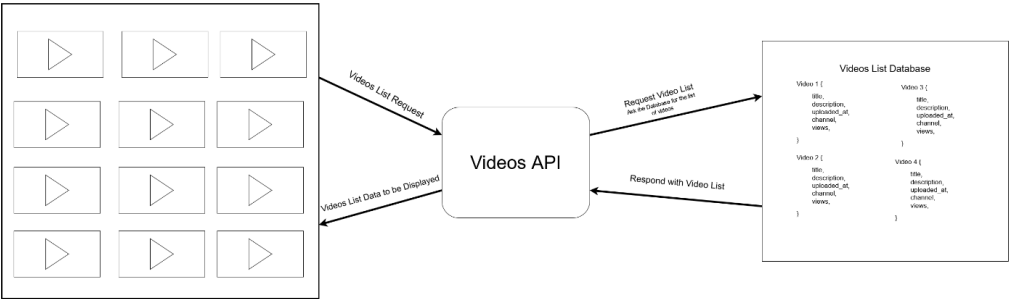 Videos List Request
Videos List Data to be Displayed
Videos API
Request Video List
Ask the Database for the list
of videos
Respond with Video List
Videos List Database
Video 1 {
title,
description,
uploaded_at,
channel,
views,
}
Video 2 {
title,
description,
uploaded_at,
channel,
views,
}
Video 3 {
title,
description,
uploaded_at,
channel,
views,
}
Video 4 {
title,
description,
uploaded_at,
channel,
views,
}